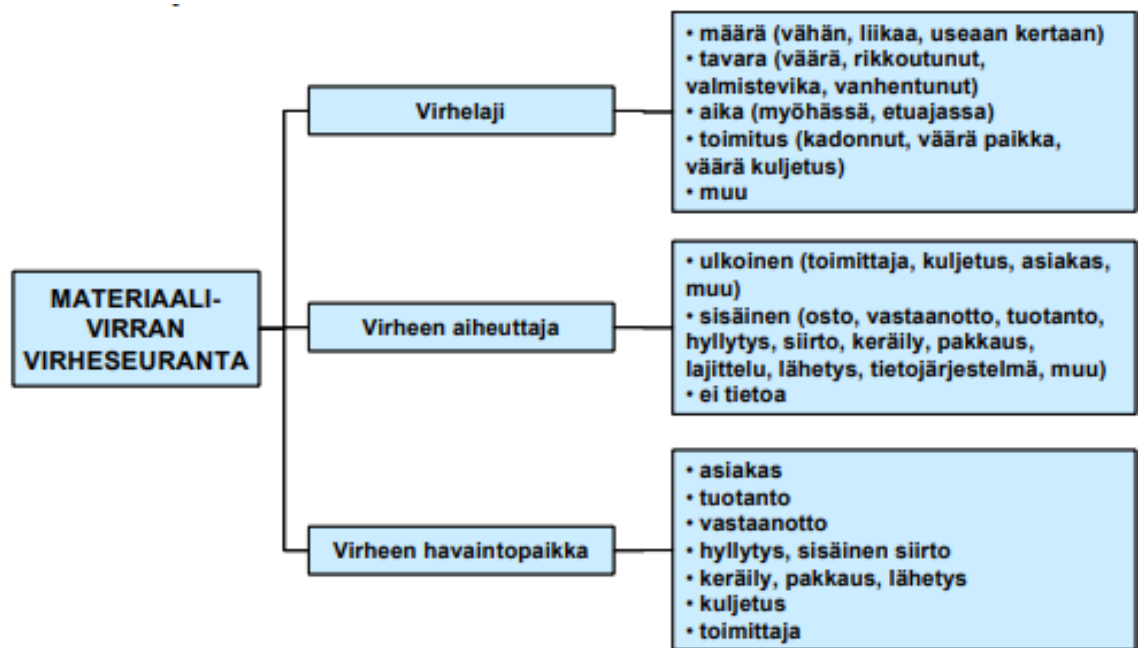 • määrä (vähän, liikaa, useaan kertaan)
• tavara (väärä, rikkoutunut,
valmistevika, vanhentunut)
• aika (myöhässä, etuajassa)
• toimitus (kadonnut, väärä paikka,
väärä kuljetus)
• muu
Virhelaji
MATERIAALI-
VIRRAN
VIRHESEURANTA
Virheen aiheuttaja
• ulkoinen (toimittaja, kuljetus, asiakas,
muu)
• sisäinen (osto, vastaanotto, tuotanto,
hyllytys, siirto, keräily, pakkaus,
lajittelu, lähetys, tietojärjestelmä, muu)
• ei tietoa
Virheen havaintopaikka
• asiakas
• tuotanto
• vastaanotto
• hyllytys, sisäinen siirto
• keräily, pakkaus, lähetys
• kuljetus
• toimittaja